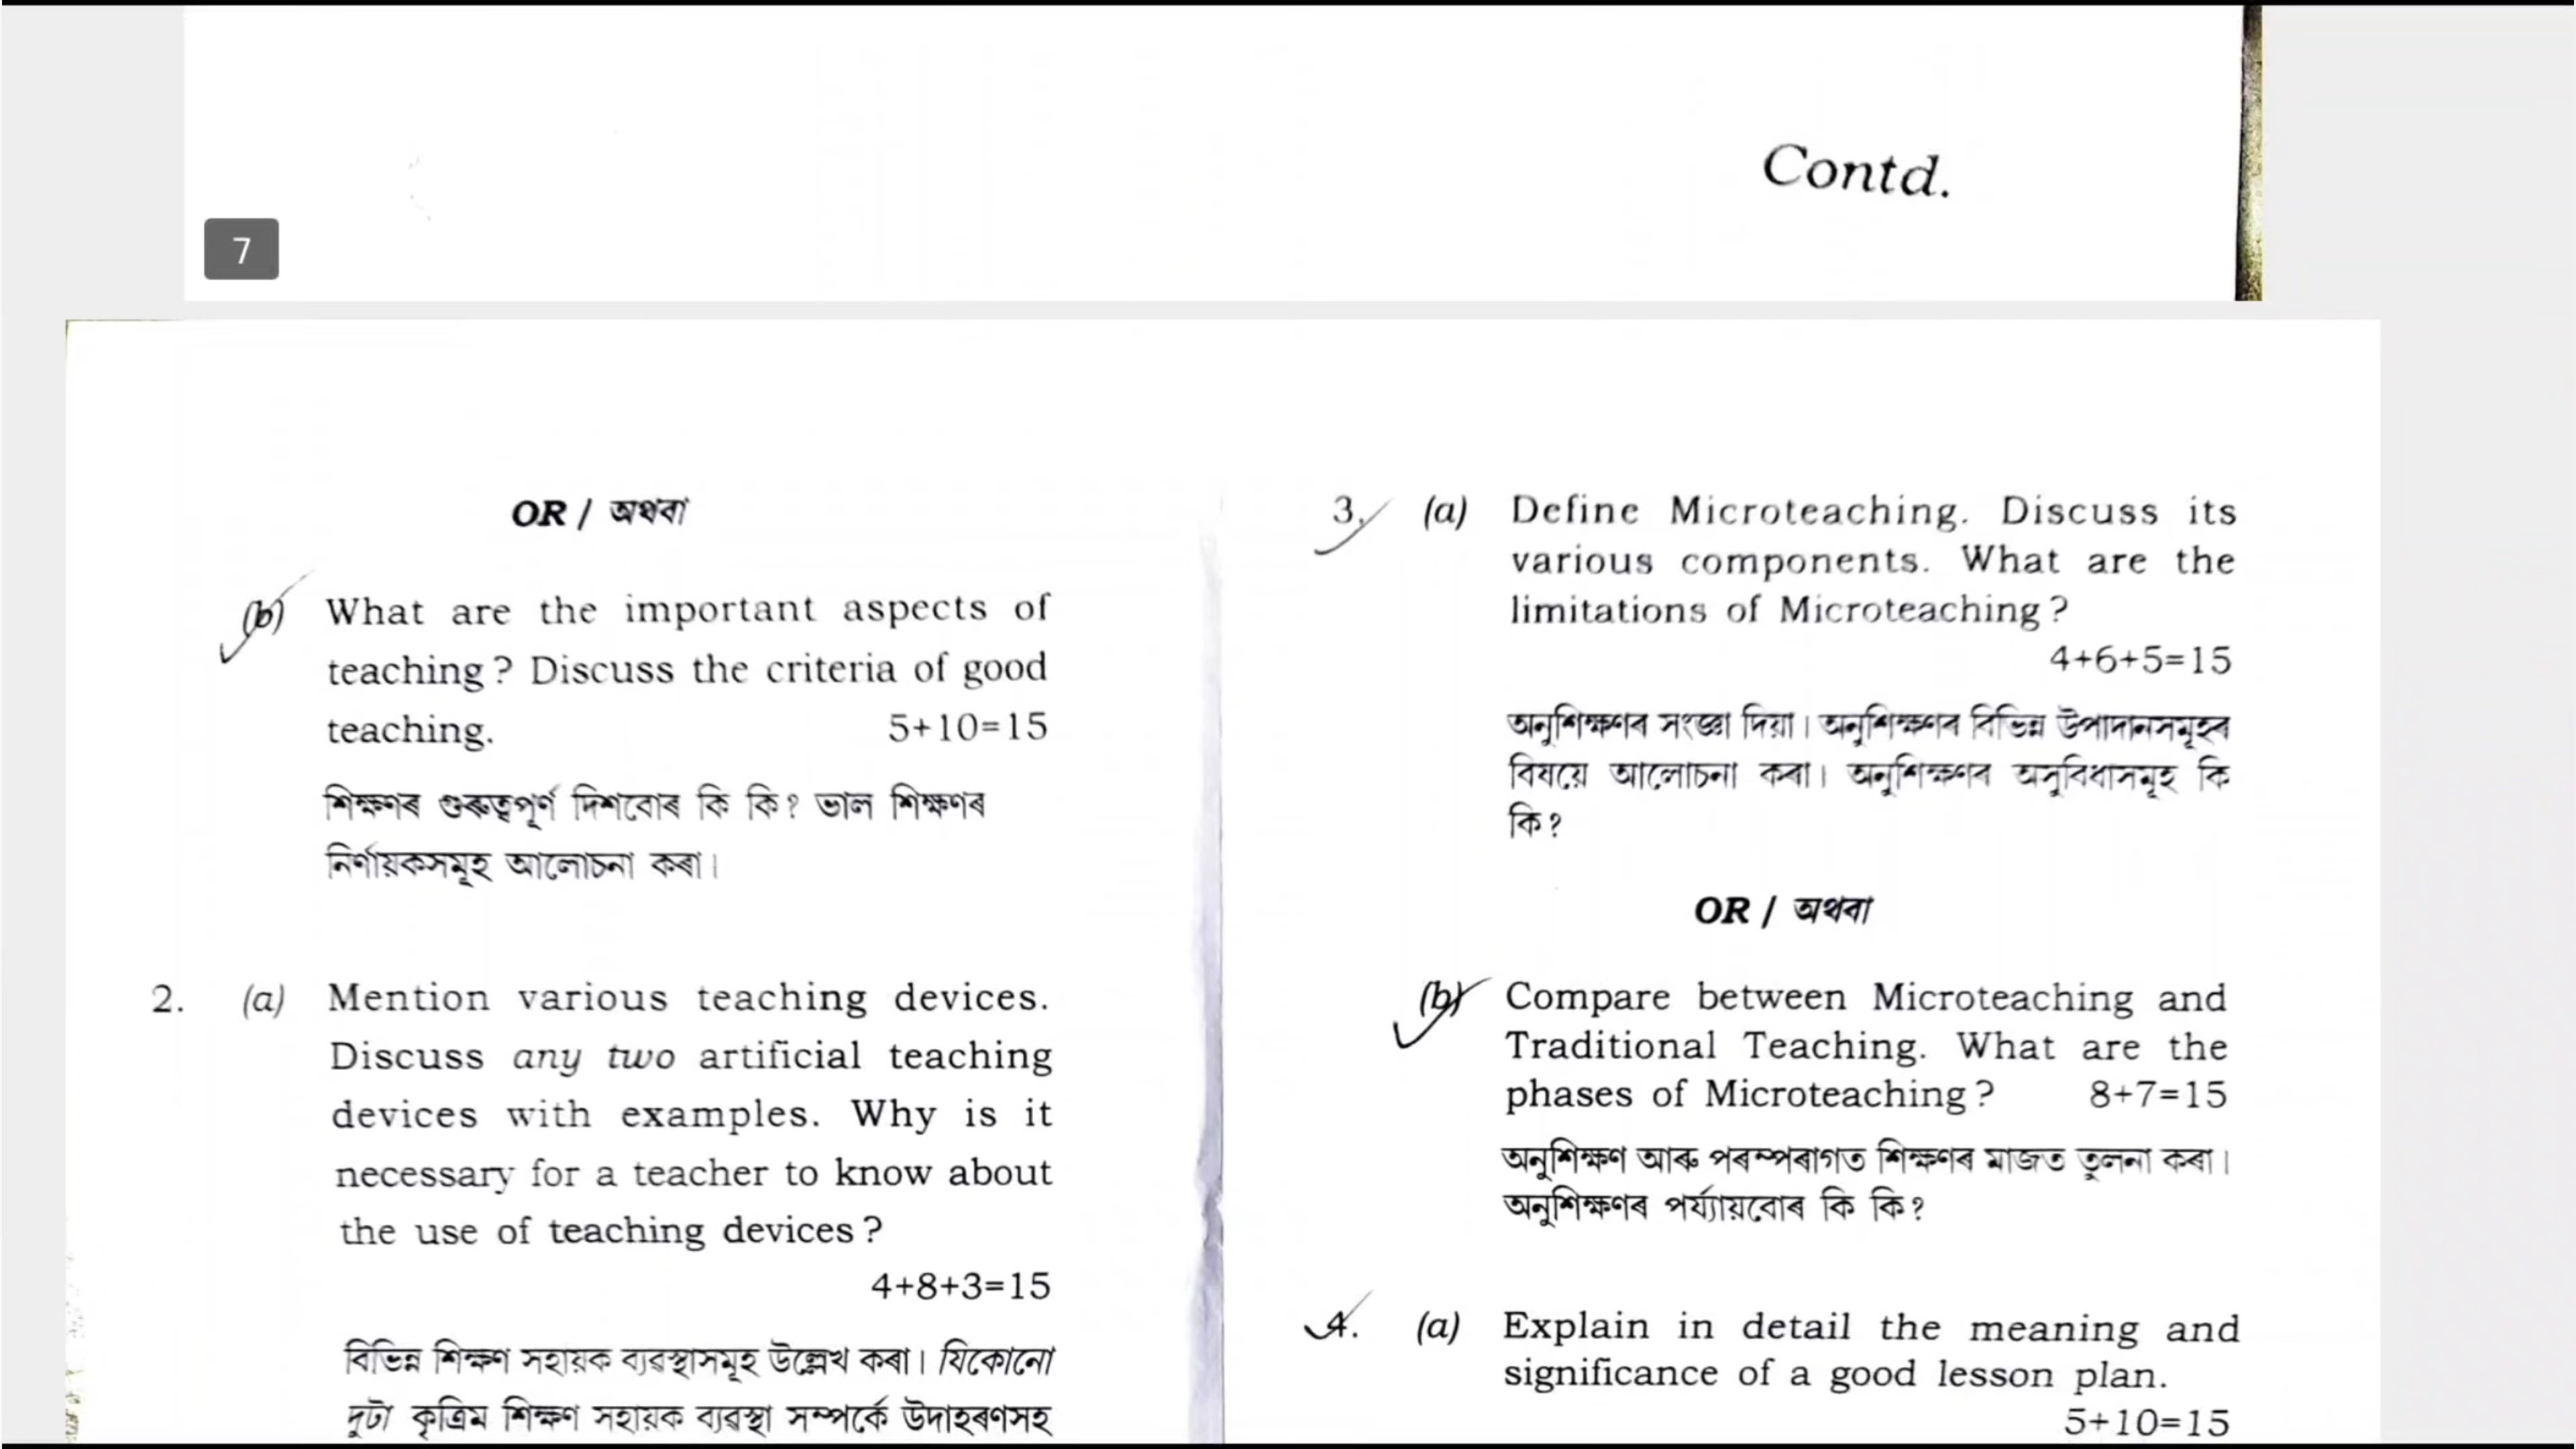 Contd.
7
OR / অথবা
(b) What are the important aspects of
teaching? Discuss the criteria of good
teaching. 5+10=15
শিক্ষণৰ গুৰুত্বপূৰ্ণ দিশবোৰ কি কি? ভাল শিক্ষণৰ
নিৰ্ণায়কসমূহ আলোচনা কৰা।
2. (a) Mention various teaching devices.
Discuss any two artificial teaching
devices with examples. Why is it
necessary for a teacher to know about
the use of teaching devices?
4+8+3=15
বিভিন্ন শিক্ষণ সহায়ক ব্যৱস্থাসমূহ উল্লেখ কৰা। যিকোনো
দুটা কৃত্ৰিম শিক্ষণ সহায়ক ব্যৱস্থা সম্পৰ্কে উদাহৰণসহ
3. (a) Define Microteaching. Discuss its
various components. What are the
limitations of Microteaching?
4+6+5=15
অনুশিক্ষণৰ সংজ্ঞা দিয়া। অনুশিক্ষণৰ বিভিন্ন উপাদানসমূহৰ
বিষয়ে আলোচনা কৰা। অনুশিক্ষণৰ অসুবিধাসমূহ কি
কি?
OR / অথবা
(b) Compare between Microteaching and
Traditional Teaching. What are the
phases of Microteaching? 8+7=15
অনুশিক্ষণ আৰু পৰম্পৰাগত শিক্ষণৰ মাজত তুলনা কৰা।
অনুশিক্ষণৰ পৰ্য্যায়বোৰ কি কি?
4. (a) Explain in detail the meaning and
significance of a good lesson plan.
5+10=15